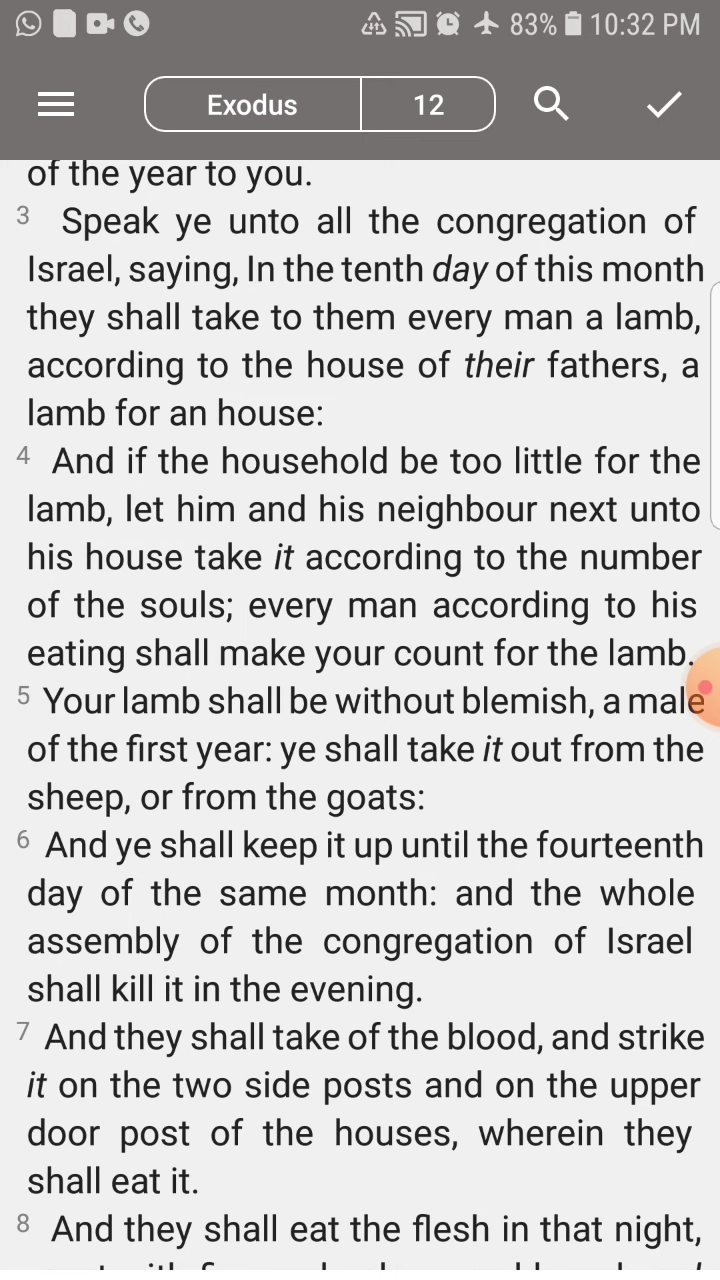 83% 10:32 PM
Exodus 12
of the year to you.
3 Speak ye unto all the congregation of
Israel, saying, In the tenth day of this month
they shall take to them every man a lamb,
according to the house of their fathers, a
lamb for an house:
4 And if the household be too little for the
lamb, let him and his neighbour next unto
his house take it according to the number
of the souls; every man according to his
eating shall make your count for the lamb.
5 Your lamb shall be without blemish, a male
of the first year: ye shall take it out from the
sheep, or from the goats:
6 And ye shall keep it up until the fourteenth
day of the same month: and the whole
assembly of the congregation of Israel
shall kill it in the evening.
7 And they shall take of the blood, and strike
it on the two side posts and on the upper
door post of the houses, wherein they
shall eat it.
8 And they shall eat the flesh in that night,